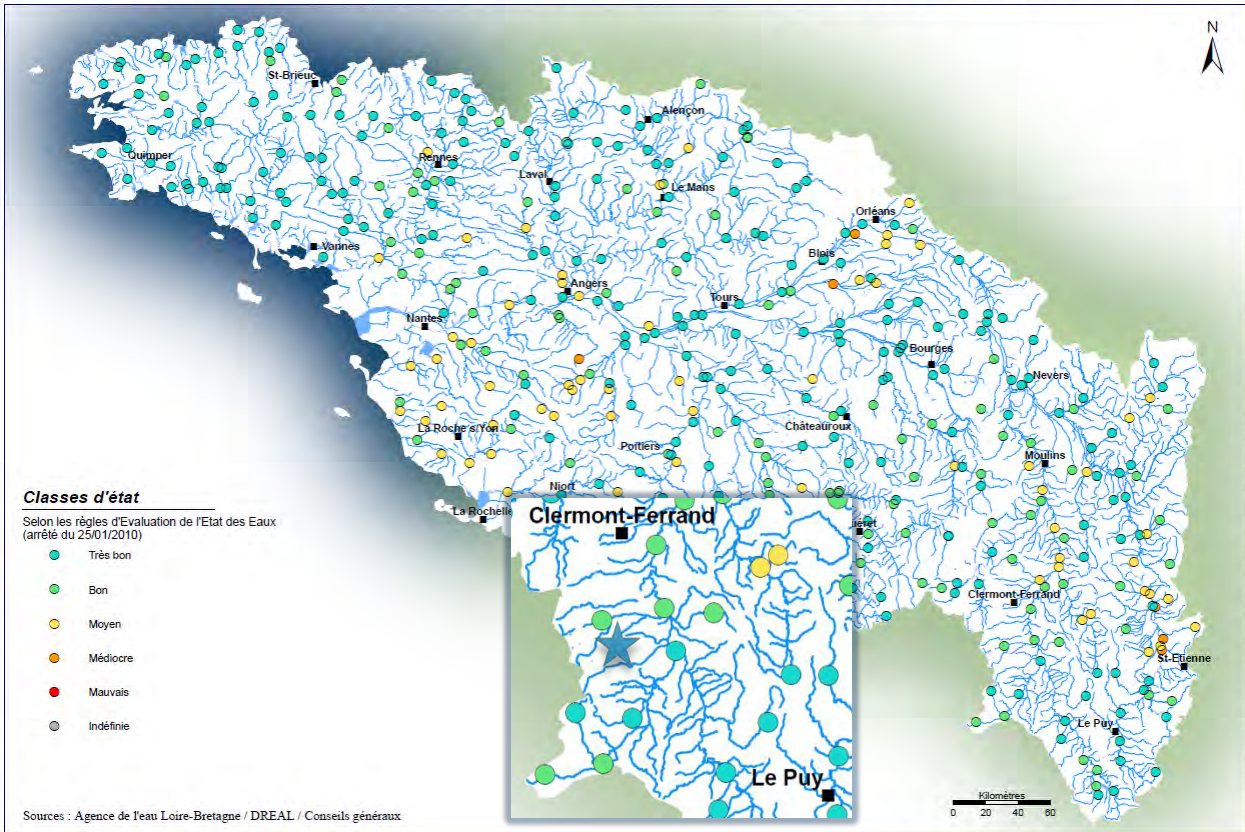 N
St-Brieuc
Alençon
Quimper
Rennes
Laval
Le Mans
Orléans
Vannes
Blois
Angers
Tours
Nantes
Bourges
Nevers
Châteauroux
La Roche s/Yon
Poitiers
Moulins
Niort
La Rochelle
Clermont-Ferrand
St-Etienne
Le Puy
Clermont-Ferrand
Le Puy
Classes d'état
Selon les règles d'Evaluation de l'Etat des Eaux
(arrêté du 25/01/2010)
Très bon
Bon
Moyen
Médiocre
Mauvais
Indéfinie
Kilomètres
0 20 40 60
Sources : Agence de l'eau Loire-Bretagne / DREAL / Conseils généraux